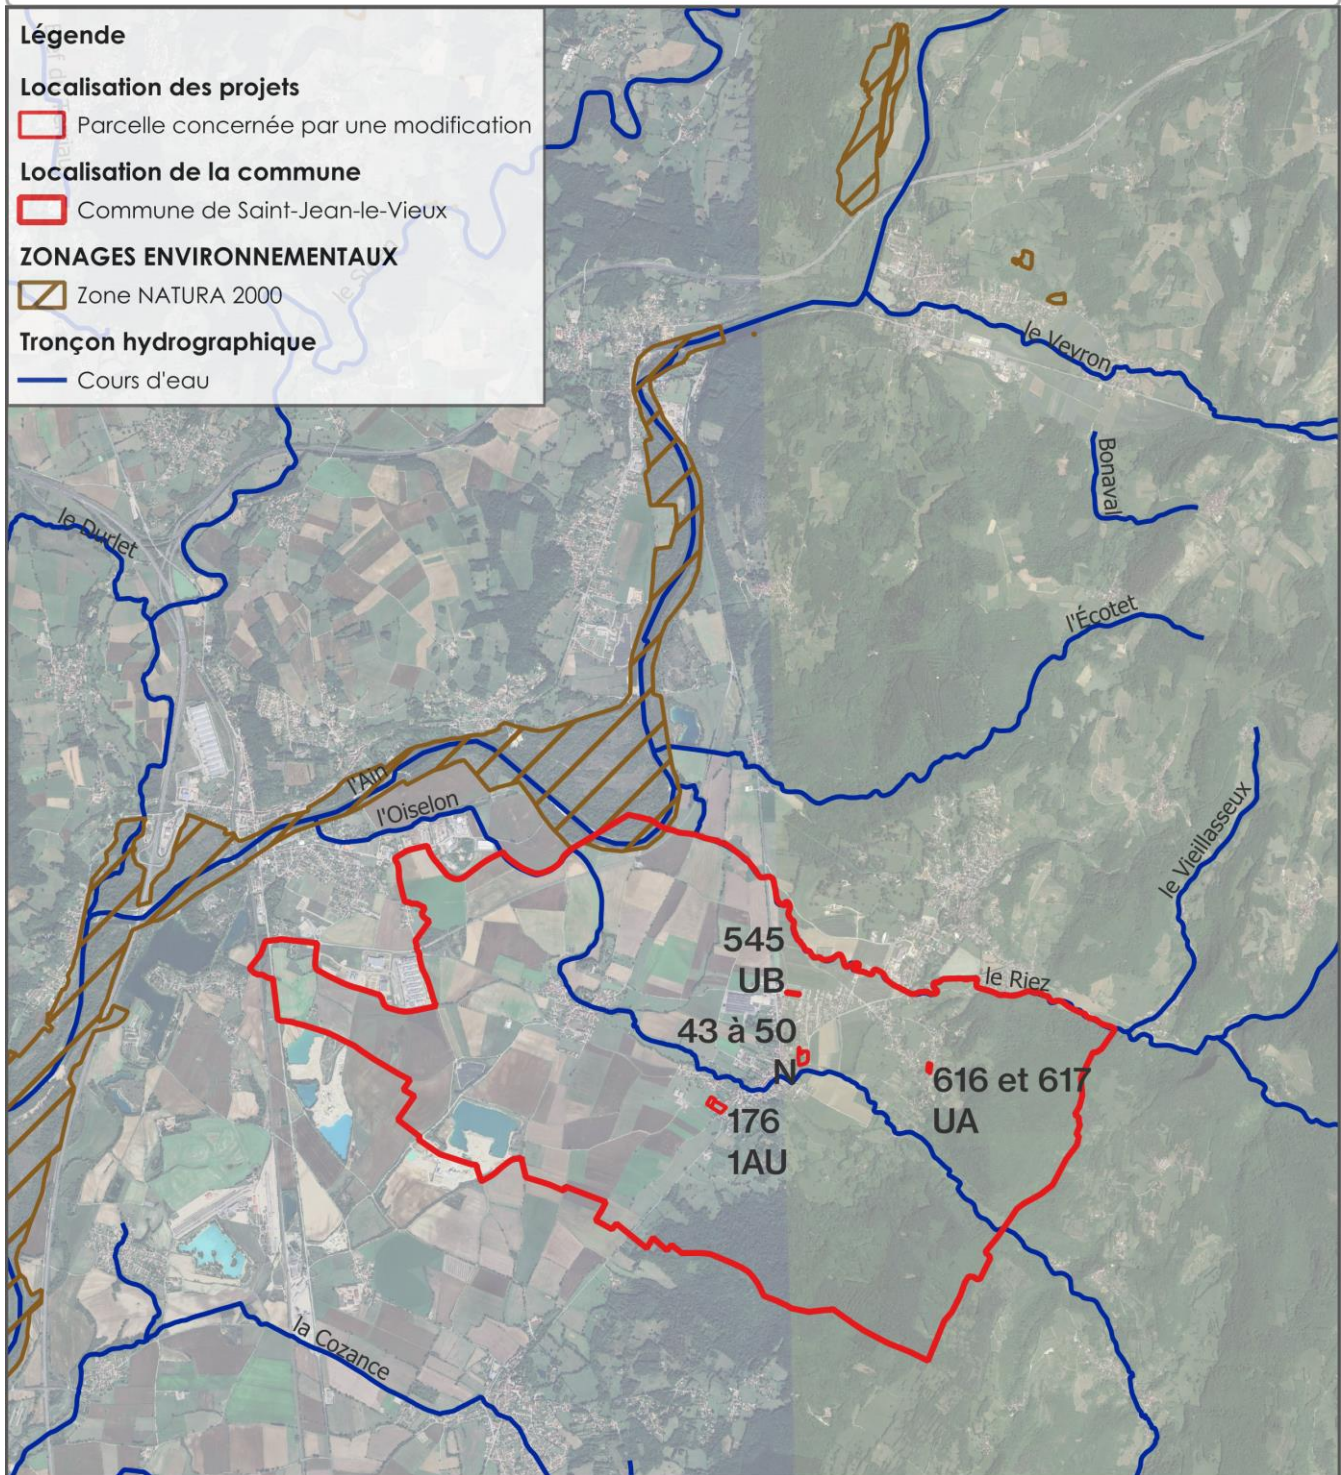 Légende
Localisation des projets
Parcelle concernée par une modification
Localisation de la commune
Commune de Saint-Jean-le-Vieux
ZONAGES ENVIRONNEMENTAUX
Zone NATURA 2000
Tronçon hydrographique
Cours d'eau
le Veyron
Bonaval
le Durlet
l'Écotet
l'Ain
l'Oiselon
le Vieillasseux
545
UB
le Riez
43 à 50
N
616 et 617
UA
176
1AU
la Cozance